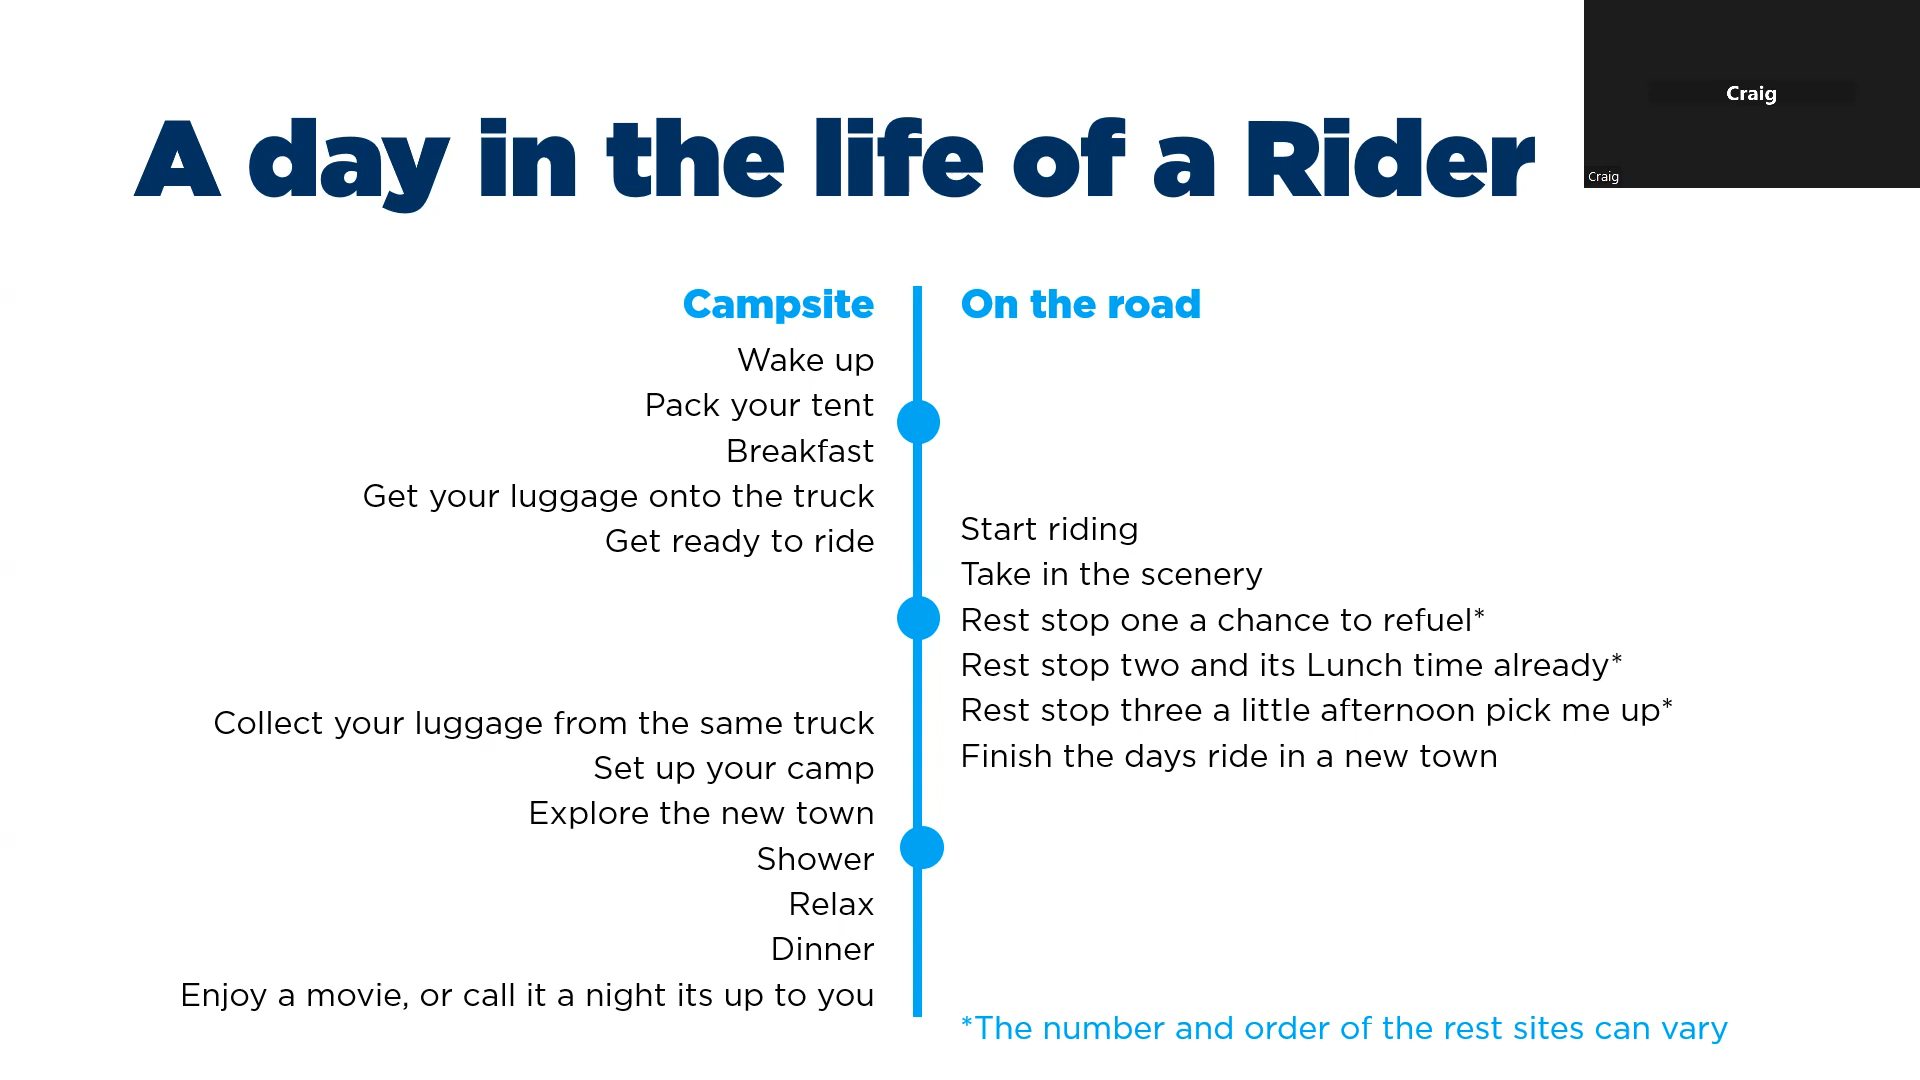 A day in the life of a Rider
Craig
Craig
Campsite
Wake up
Pack your tent
Breakfast
Get your luggage onto the truck
Get ready to ride
Collect your luggage from the same truck
Set up your camp
Explore the new town
Shower
Relax
Dinner
Enjoy a movie, or call it a night its up to you
On the road
Start riding
Take in the scenery
Rest stop one a chance to refuel*
Rest stop two and its Lunch time already*
Rest stop three a little afternoon pick me up*
Finish the days ride in a new town
*The number and order of the rest sites can vary